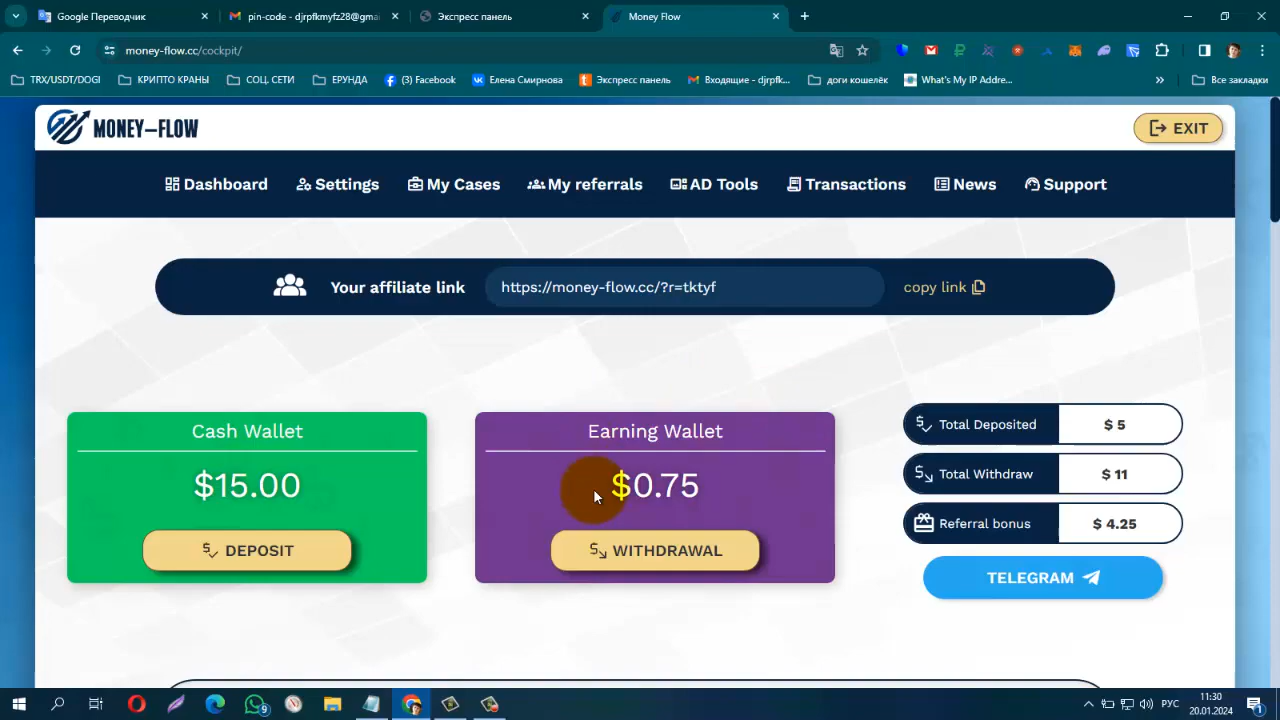 Google Переводчик
pin-code - djrpfkmyfz28@gma
Экспресс панель
Money Flow
money-flow.cc/cockpit/
TRX/USDT/DOGI
КРИПТО КРАНЫ
СОЦ. СЕТИ
ЕРУНДА
(3) Facebook
Елена Смирнова
Экспресс панель
Входящие - djrpfk...
доги кошелёк
What's My IP Addre...
»
Все закладки
MONEY-FLOW
EXIT
Dashboard
Settings
My Cases
My referrals
AD Tools
Transactions
News
Support
Your affiliate link
https://money-flow.cc/?r=tktyf
copy link
Cash Wallet
$15.00
DEPOSIT
Earning Wallet
$0.75
WITHDRAWAL
Total Deposited
$ 5
Total Withdraw
$ 11
Referral bonus
$ 4.25
TELEGRAM
9
РУС
11:30
20.01.2024
1